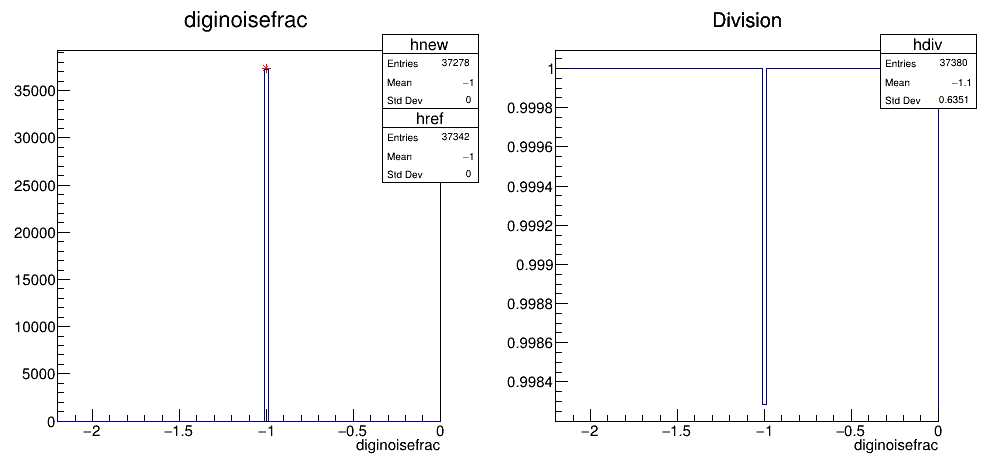 diginoisefrac
hnew
Entries 37278
Mean −1
Std Dev 0
href
Entries 37342
Mean −1
Std Dev 0
35000
30000
25000
20000
15000
10000
5000
0
−2 −1.5 −1 −0.5 0
diginoisefrac
Division
hdiv
Entries 37380
Mean −1.1
Std Dev 0.6351
1
0.9998
0.9996
0.9994
0.9992
0.999
0.9988
0.9986
0.9984
−2 −1.5 −1 −0.5 0
diginoisefrac